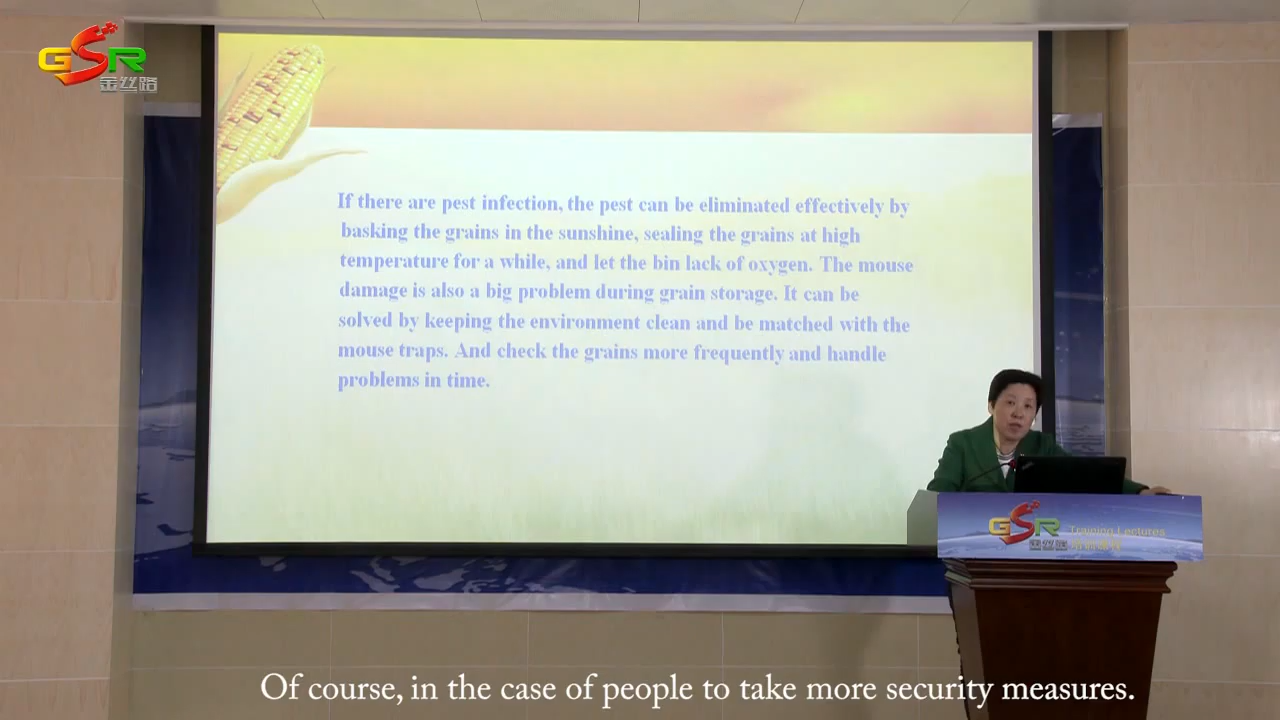 GSR
金丝路
If there are pest infection, the pest can be eliminated effectively by
basking the grains in the sunshine, sealing the grains at high
temperature for a while, and let the bin lack of oxygen. The mouse
damage is also a big problem during grain storage. It can be
solved by keeping the environment clean and be matched with the
mouse traps. And check the grains more frequently and handle
problems in time.
GSR Training Lectures
金丝路
Of course, in the case of people to take more security measures.